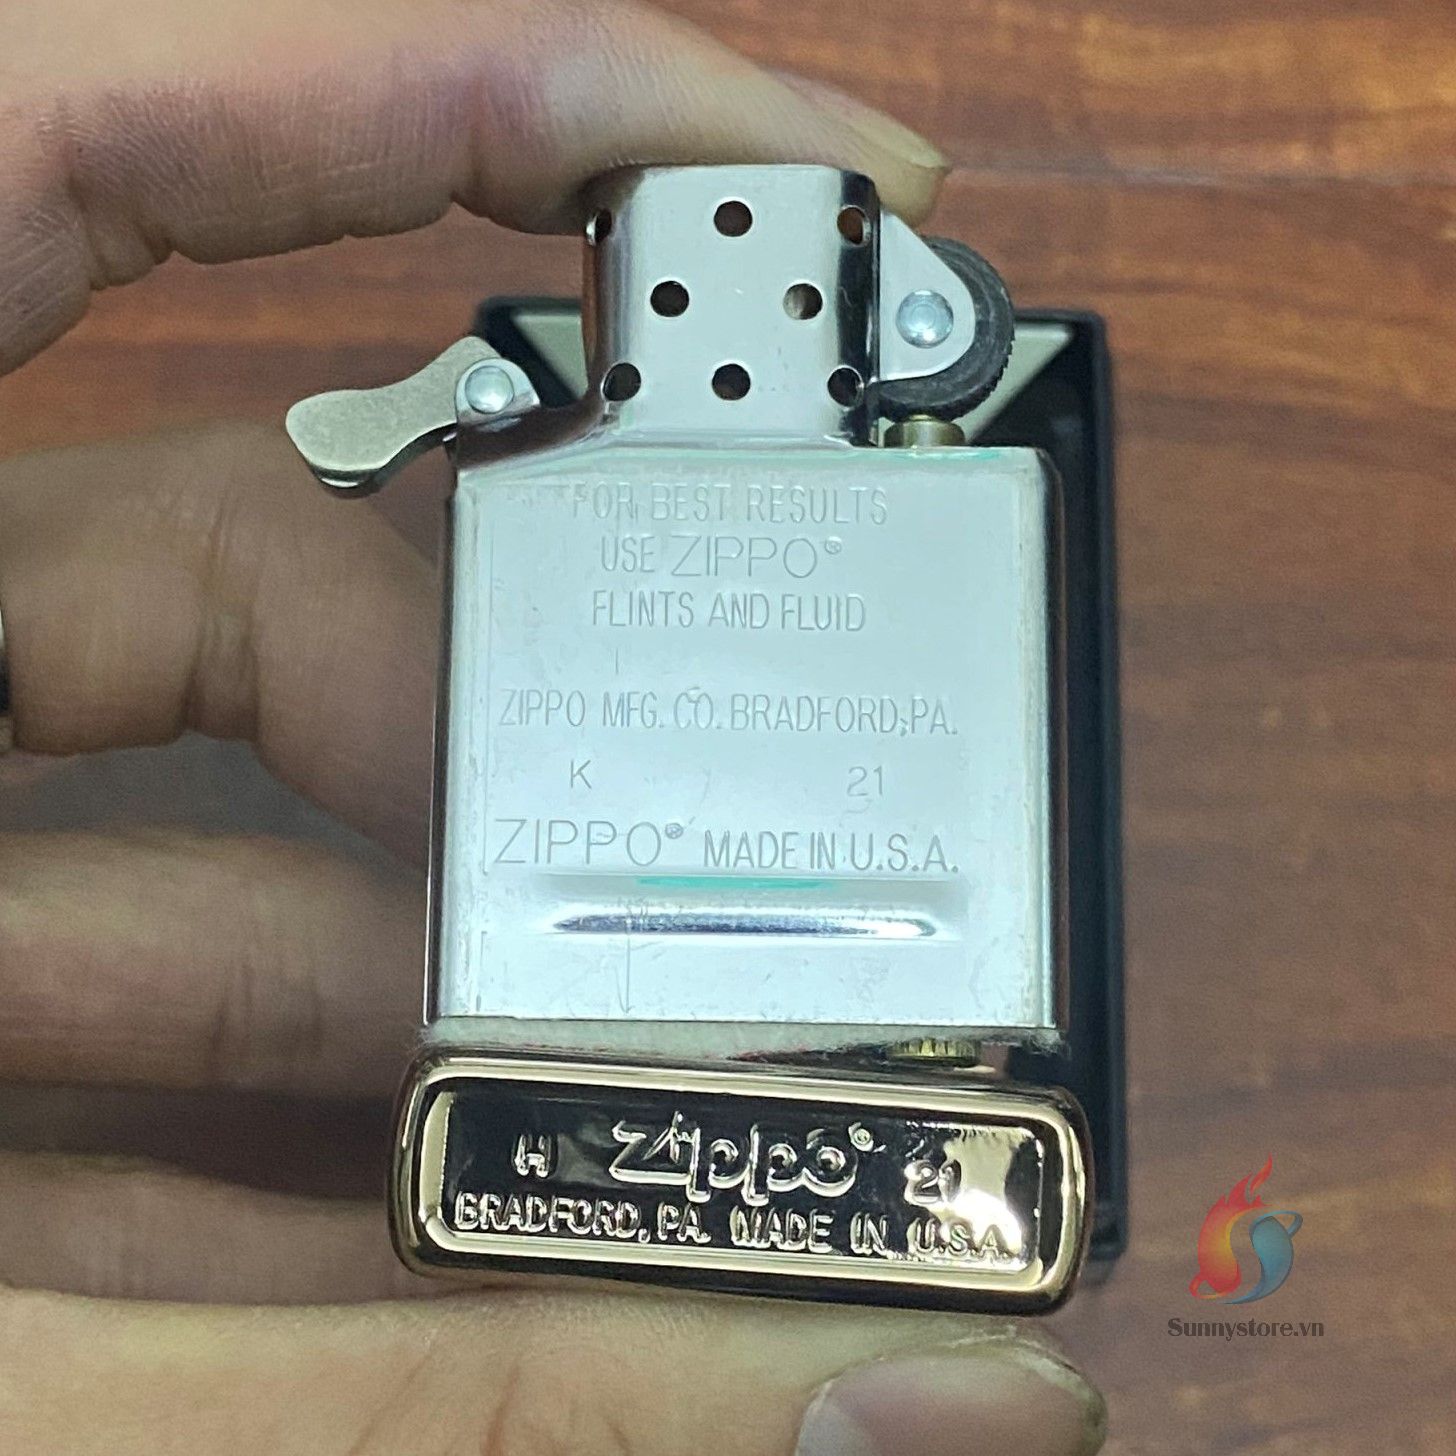 FOR BEST RESULTS
USE ZIPPO®
FLINTS AND FLUID
ZIPPO MFG. CO. BRADFORD, PA.
K 21
ZIPPO® MADE IN U.S.A.
H Zippo® 21
BRADFORD, PA. MADE IN U.S.A.
Sunnystore.vn